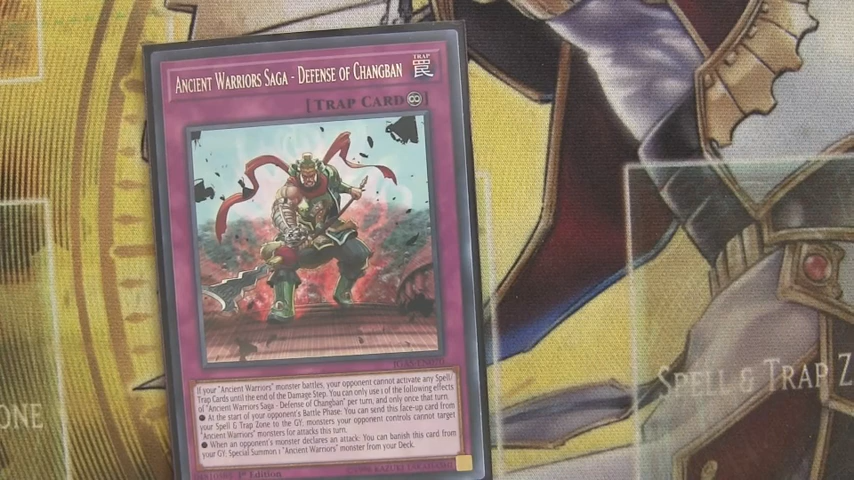 TRAP
ANCIENT WARRIORS SAGA - DEFENSE OF CHANGBAN
[TRAP CARD ]
If your "Ancient Warriors" monster battles, your opponent cannot activate any Spell/
Trap Cards until the end of the Damage Step. You can only use 1 of the following effects
of "Ancient Warriors Saga - Defense of Changban" per turn, and only once that turn.
● At the start of your opponent's Battle Phase: You can send this face-up card from
your Spell & Trap Zone to the GY; monsters your opponent controls cannot target
"Ancient Warriors" monsters for attacks this turn.
● When an opponent's monster declares an attack: You can banish this card from
your GY; Special Summon 1 "Ancient Warriors" monster from your Deck.
1st Edition
KAZUKI TAKAHASHI
SPELL & TRAP Z
ONE